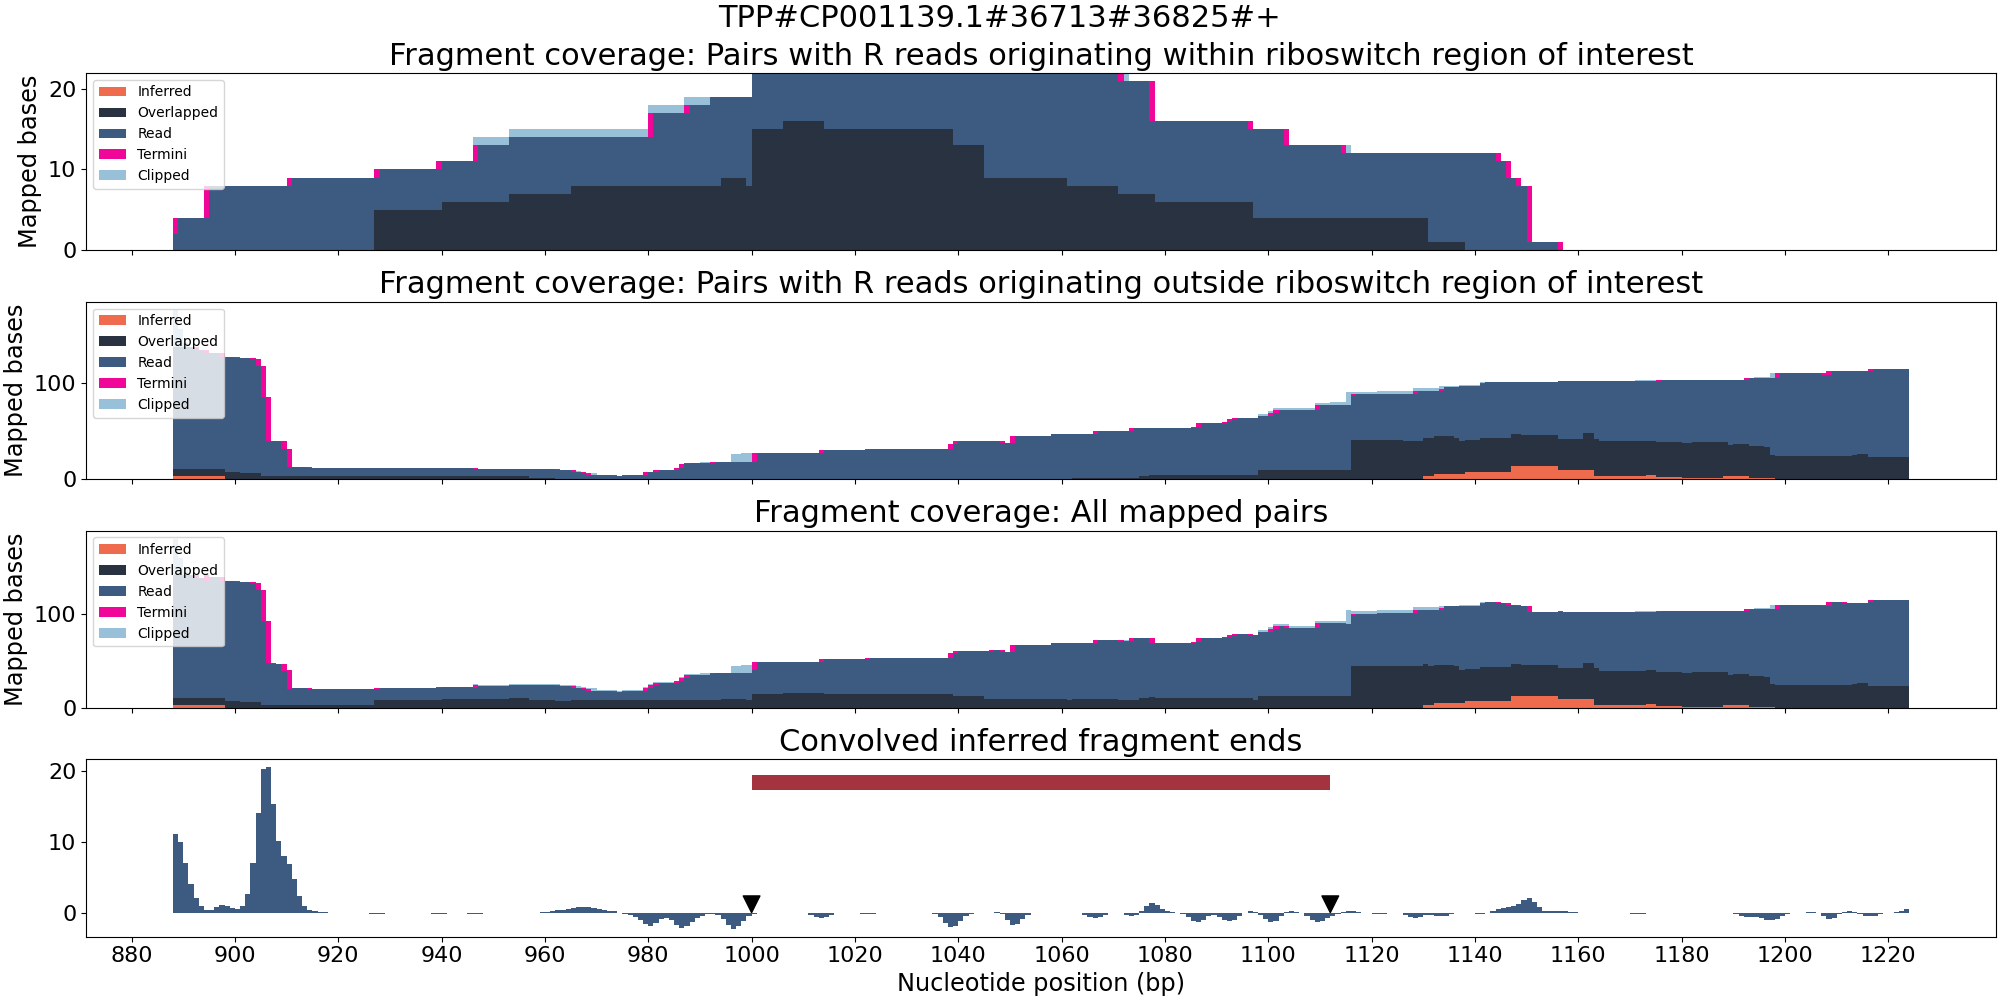 TPP#CP001139.1#36713#36825#+
Fragment coverage: Pairs with R reads originating within riboswitch region of interest
Mapped bases
20
10
0
Inferred
Overlapped
Read
Termini
Clipped
Fragment coverage: Pairs with R reads originating outside riboswitch region of interest
Mapped bases
100
0
Inferred
Overlapped
Read
Termini
Clipped
Fragment coverage: All mapped pairs
Mapped bases
100
0
Inferred
Overlapped
Read
Termini
Clipped
Convolved inferred fragment ends
20
10
0
880 900 920 940 960 980 1000 1020 1040 1060 1080 1100 1120 1140 1160 1180 1200 1220
Nucleotide position (bp)